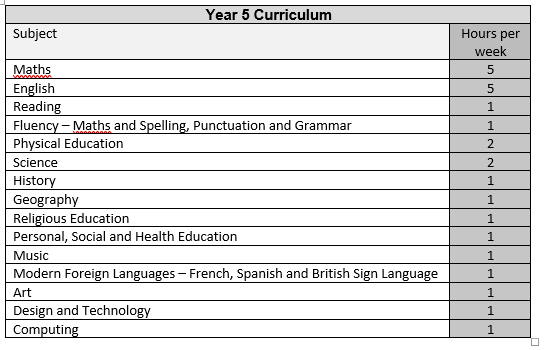 Year 5 Curriculum
Subject Hours per
week
Maths 5
English 5
Reading 1
Fluency – Maths and Spelling, Punctuation and Grammar 1
Physical Education 2
Science 2
History 1
Geography 1
Religious Education 1
Personal, Social and Health Education 1
Music 1
Modern Foreign Languages – French, Spanish and British Sign Language 1
Art 1
Design and Technology 1
Computing 1